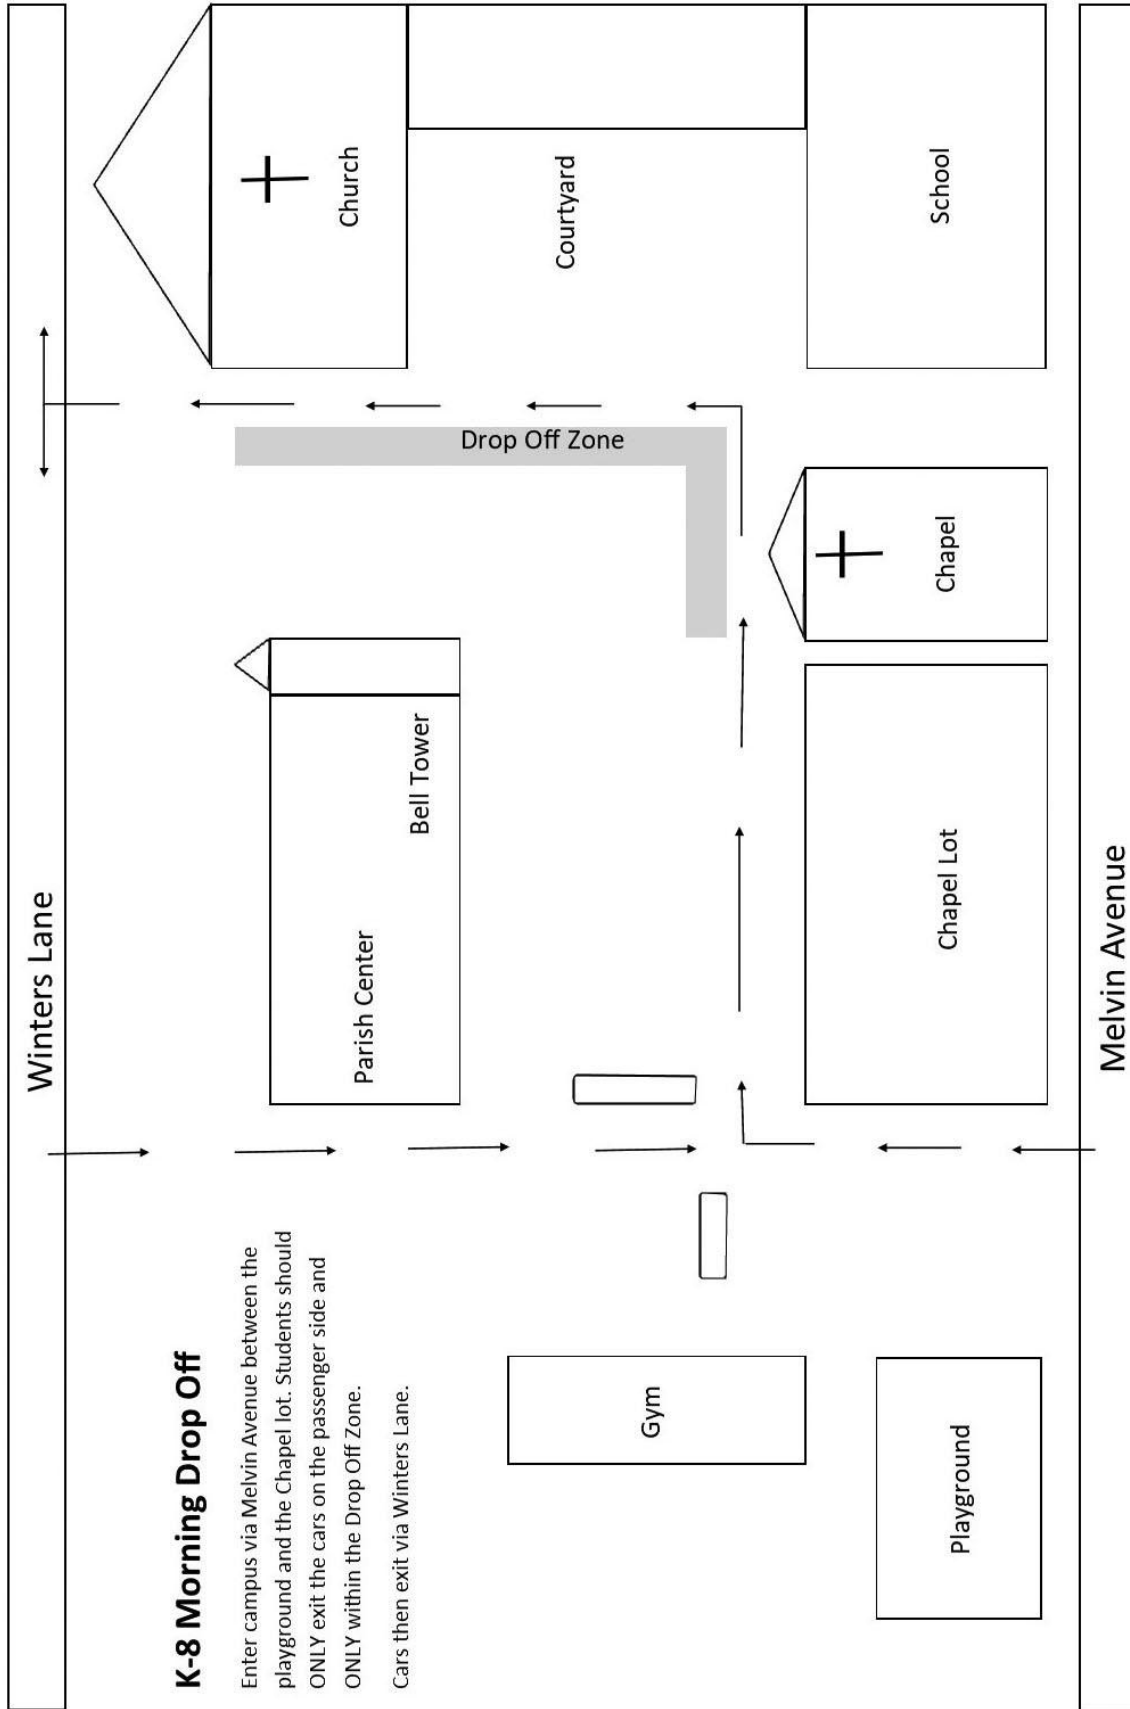 Winters Lane
K-8 Morning Drop Off
Enter campus via Melvin Avenue between the
playground and the Chapel lot. Students should
ONLY exit the cars on the passenger side and
ONLY within the Drop Off Zone.
Cars then exit via Winters Lane.
Parish Center
Bell Tower
Church
Drop Off Zone
Courtyard
Gym
Playground
Chapel Lot
Chapel
School
Melvin Avenue